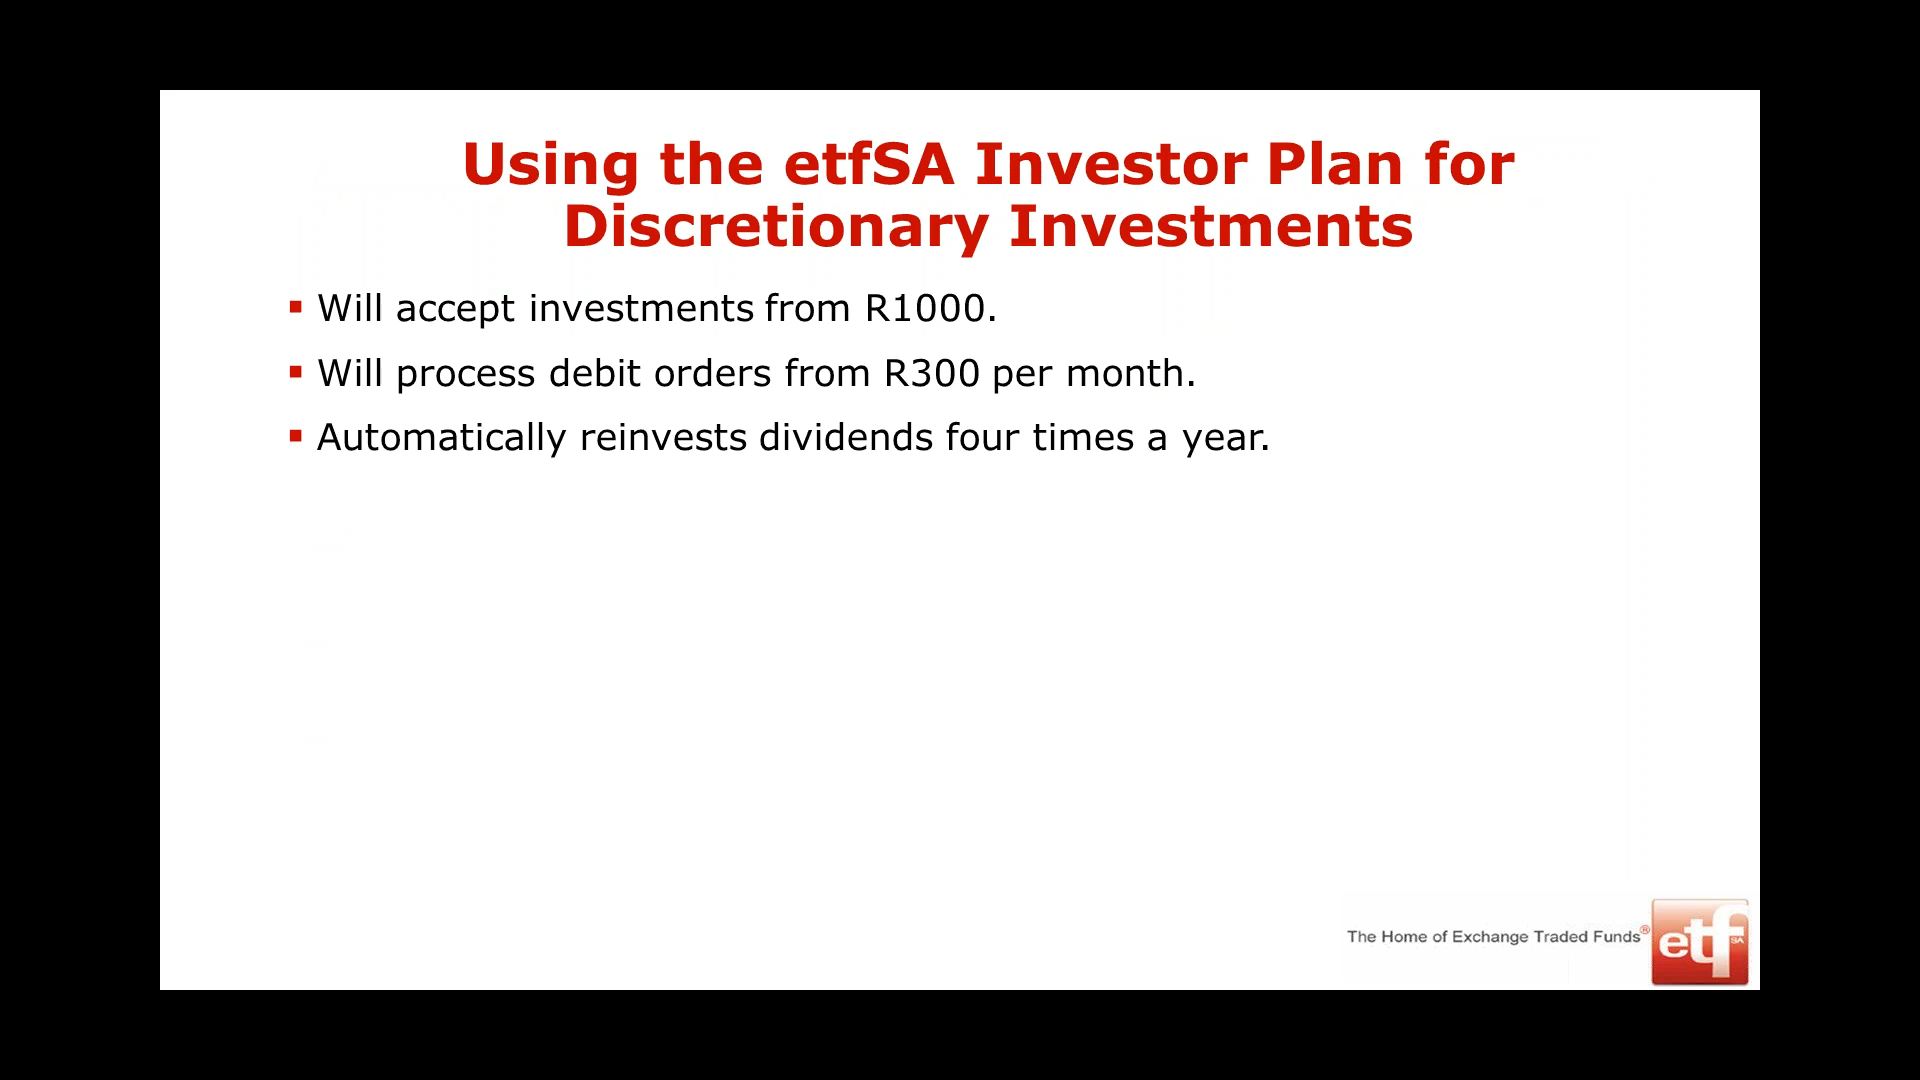 Using the etfSA Investor Plan for
Discretionary Investments
▪ Will accept investments from R1000.
▪ Will process debit orders from R300 per month.
▪ Automatically reinvests dividends four times a year.
The Home of Exchange Traded Funds®
etf SA